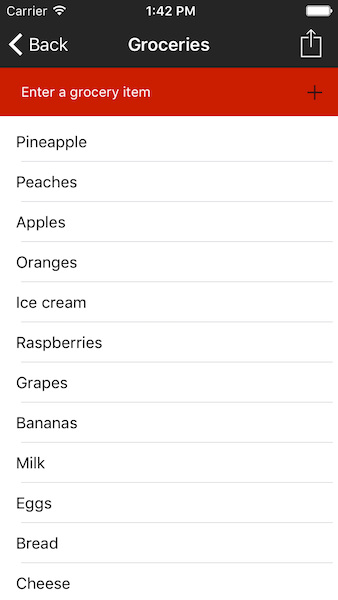 Carrier 1:42 PM
Back Groceries
Enter a grocery item
Pineapple
Peaches
Apples
Oranges
Ice cream
Raspberries
Grapes
Bananas
Milk
Eggs
Bread
Cheese